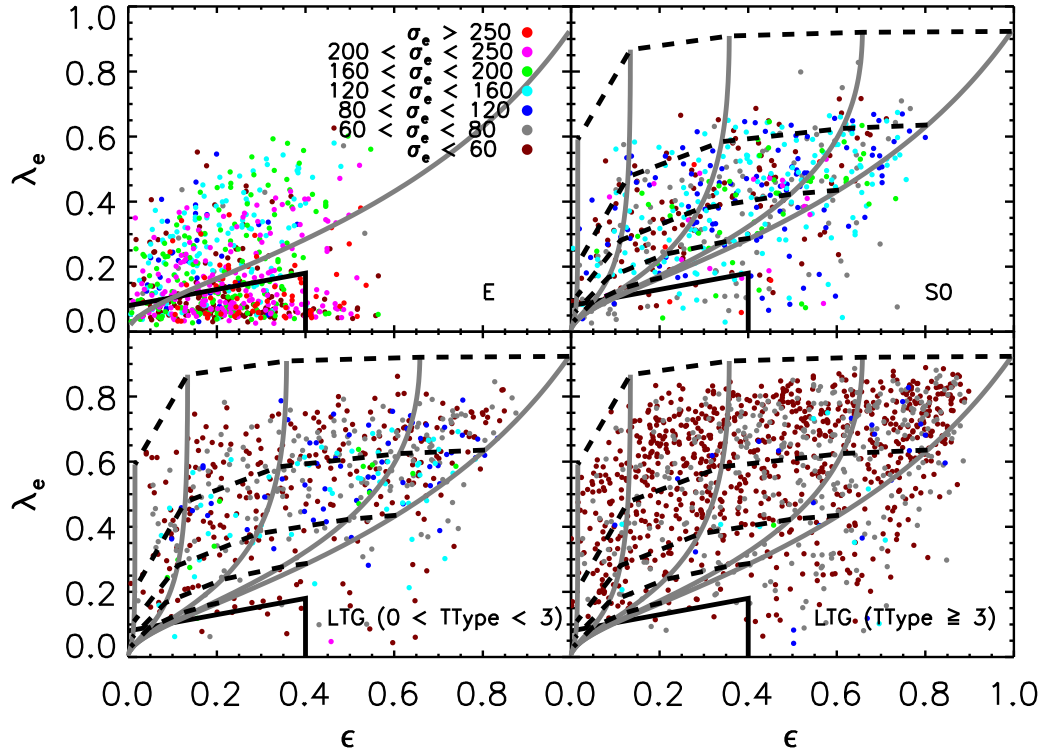 1.0
0.8
0.6
0.4
0.2
0.0
λe
σe > 250
200 < σe < 250
160 < σe < 200
120 < σe < 160
80 < σe < 120
60 < σe < 80
σe < 60
E
S0
0.8
0.6
0.4
0.2
0.0
λe
LTG (0 < TType < 3)
LTG (TType ≧ 3)
0.0 0.2 0.4 0.6 0.8 0.0 0.2 0.4 0.6 0.8 1.0
ε ε